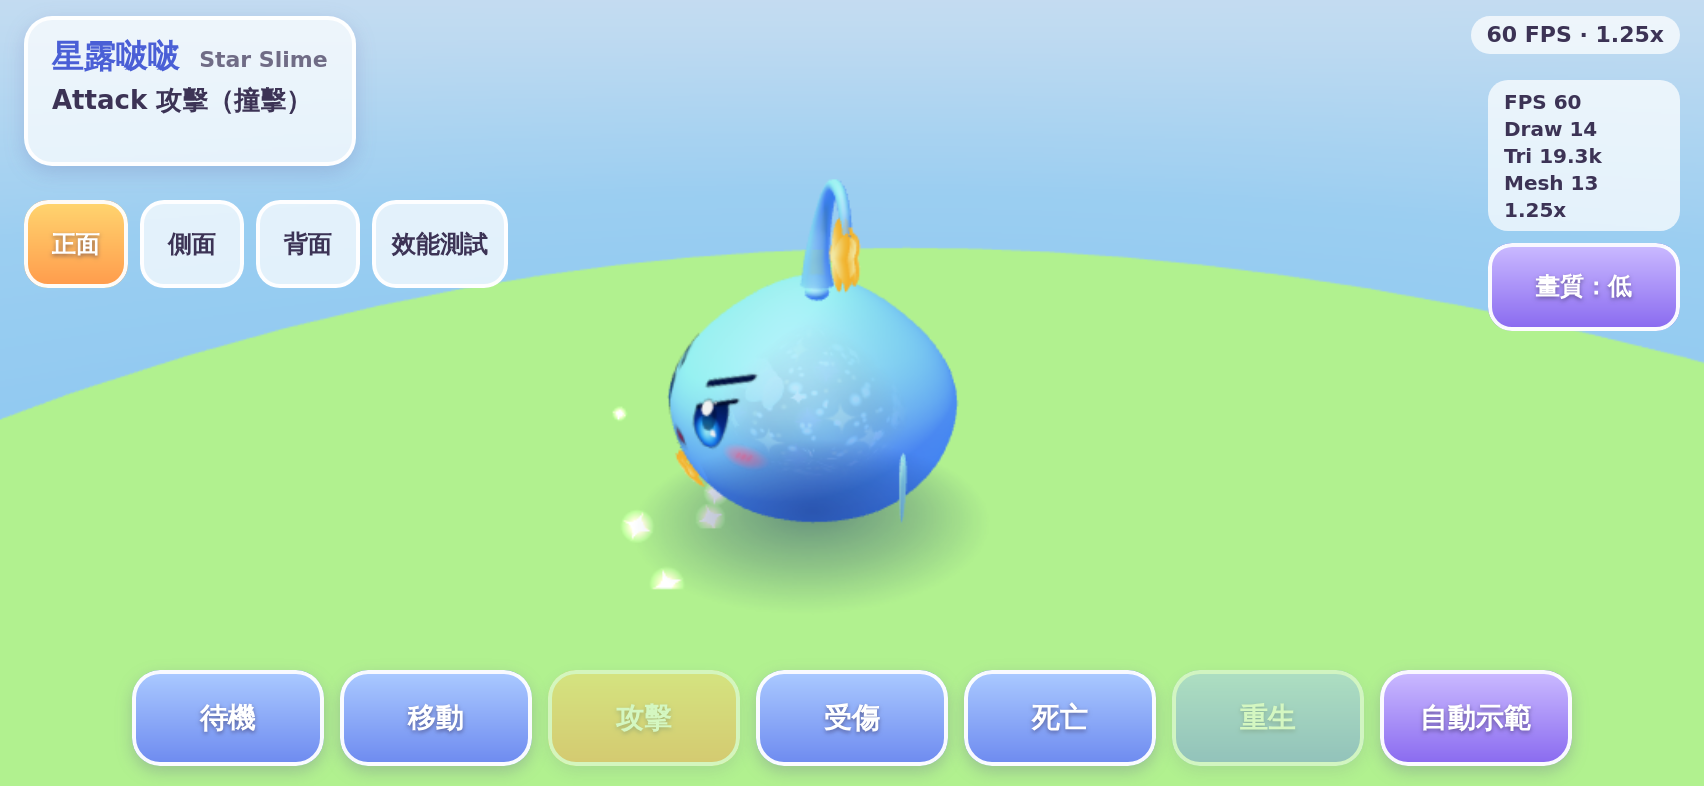 星露啵啵 Star Slime
Attack 攻擊（撞擊）
60 FPS · 1.25x
FPS 60
Draw 14
Tri 19.3k
Mesh 13
1.25x
正面
側面
背面
效能測試
畫質：低
待機
移動
攻擊
受傷
死亡
重生
自動示範